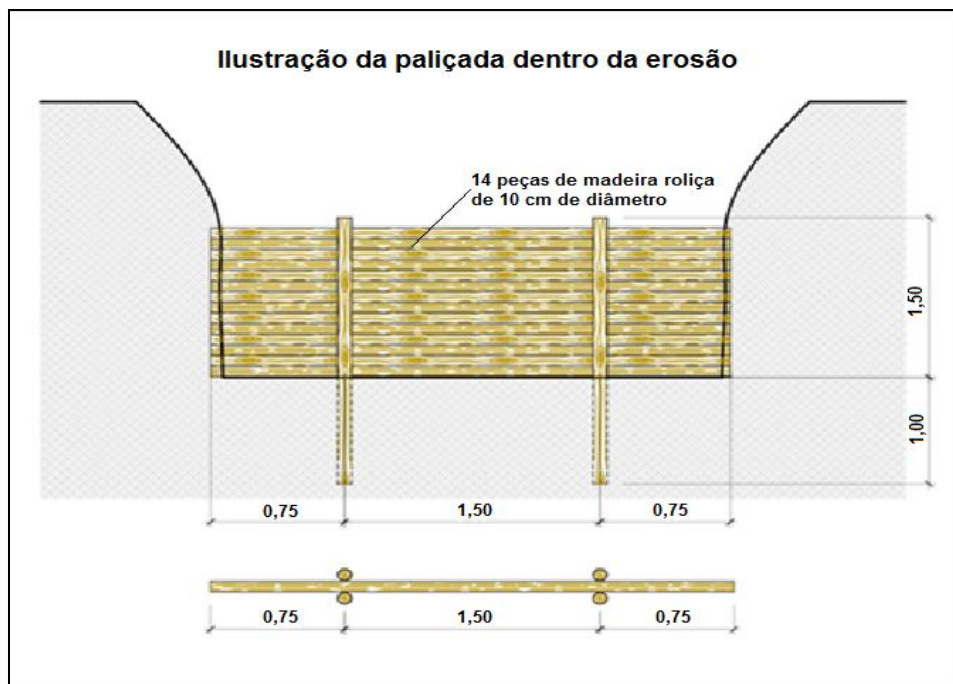 Ilustração da paliçada dentro da erosão
14 peças de madeira roliça
de 10 cm de diâmetro
1,50
1,00
0,75
1,50
0,75
0,75
1,50
0,75